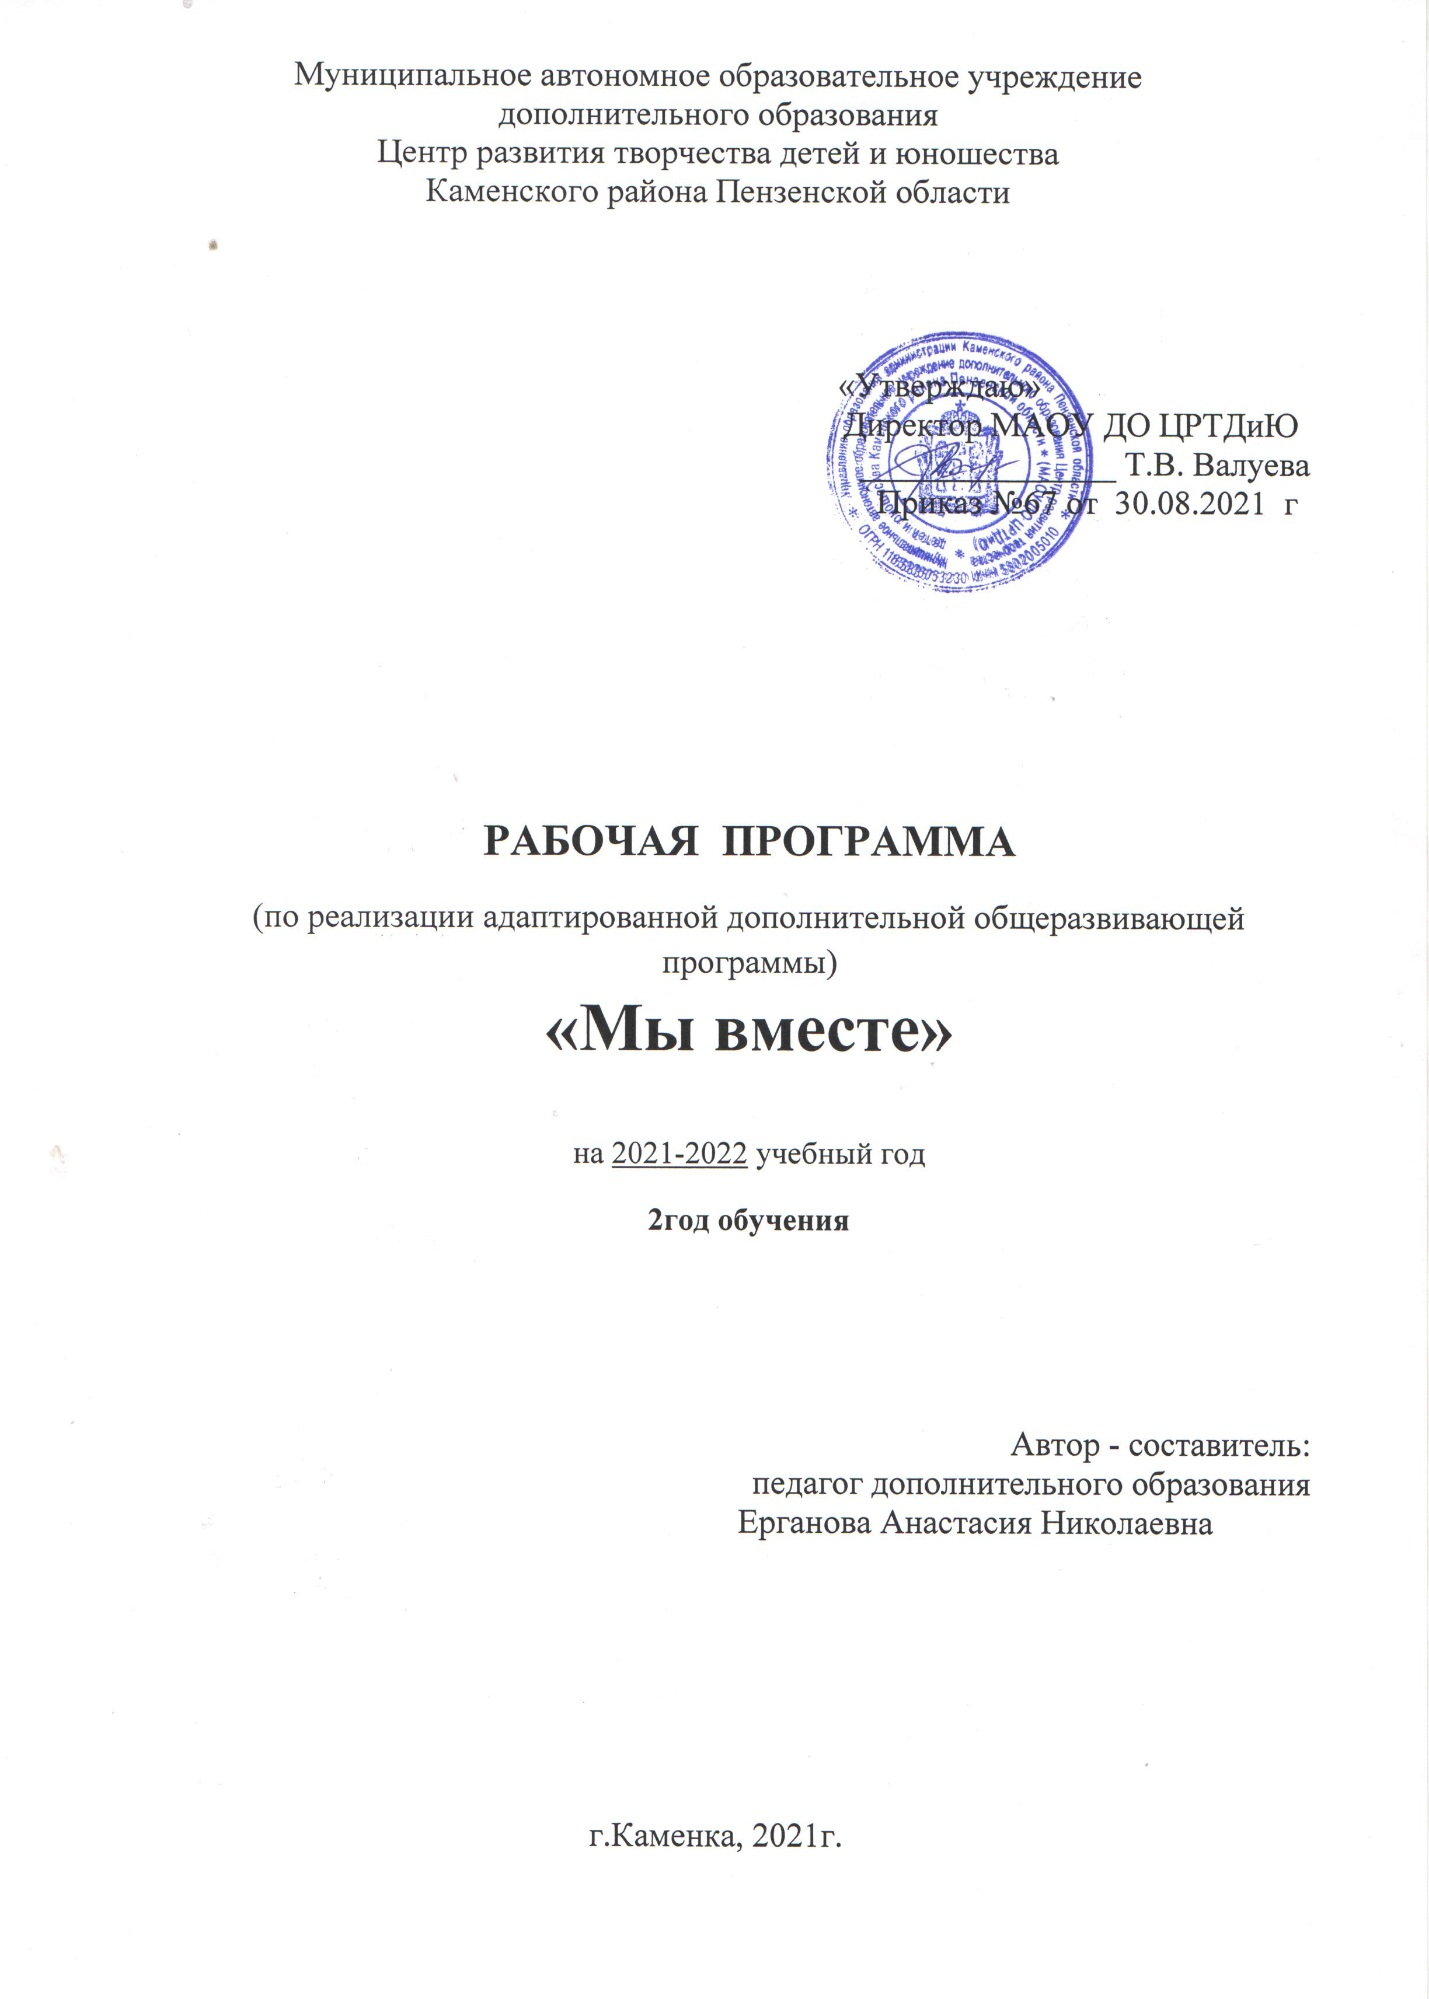 Муниципальное автономное образовательное учреждение
дополнительного образования
Центр развития творчества детей и юношества
Каменского района Пензенской области
«Утверждаю»
Директор МАОУ ДО ЦРТДиЮ
Т.В. Валуева
Приказ №67 от 30.08.2021 г
РАБОЧАЯ ПРОГРАММА
(по реализации адаптированной дополнительной общеразвивающей
программы)
«Мы вместе»
на 2021-2022 учебный год
2год обучения
Автор - составитель:
педагог дополнительного образования
Ерганова Анастасия Николаевна
г.Каменка, 2021г.